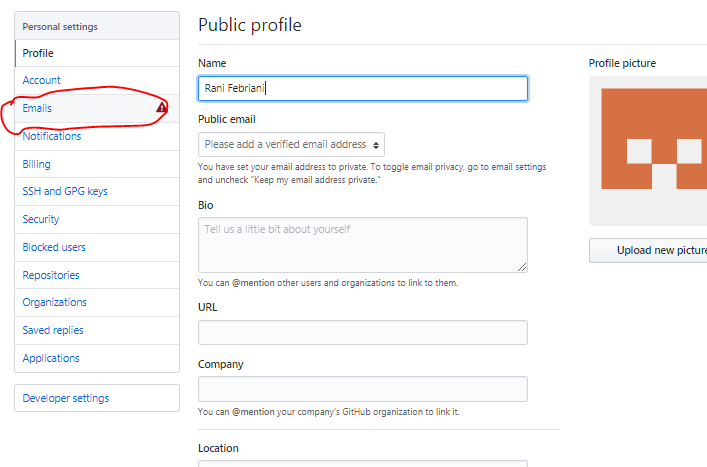 Personal settings
Profile
Account
Emails
Notifications
Billing
SSH and GPG keys
Security
Blocked users
Repositories
Organizations
Saved replies
Applications
Developer settings
Public profile
Name
Rani Febriani
Public email
Please add a verified email address
You have set your email address to private. To toggle email privacy, go to email settings
and uncheck "Keep my email address private."
Bio
Tell us a little bit about yourself
You can @mention other users and organizations to link to them.
URL
Company
You can @mention your company's GitHub organization to link it.
Location
Profile picture
Upload new picture